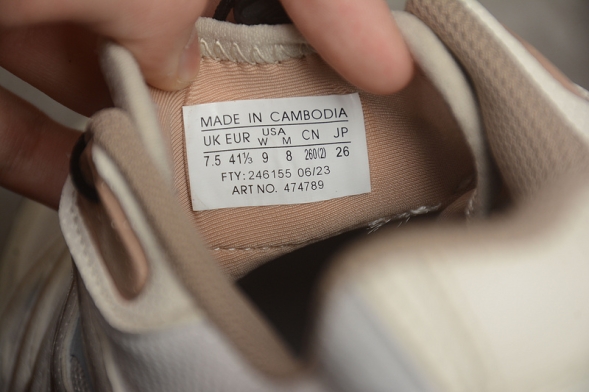 MADE IN CAMBODIA
UK EUR USA W M CN JP
7.5 41⅓ 9 8 260(2) 26
FTY: 246155 06/23
ART NO. 474789